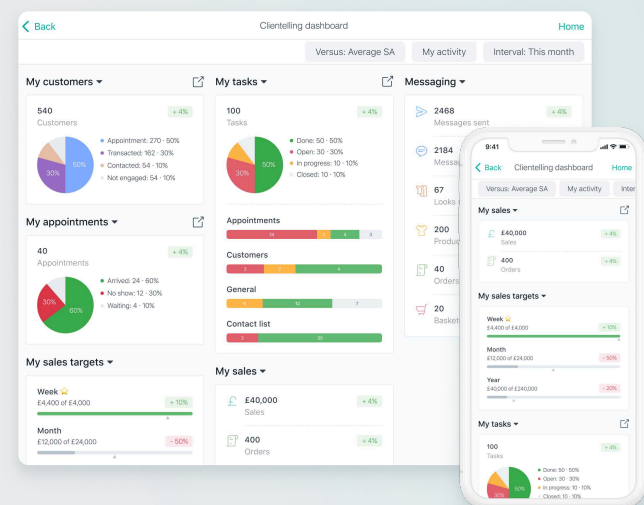 Back
Clientelling dashboard
Home
Versus: Average SA
My activity
Interval: This month
My customers
540
Customers
+ 4%
50%
30%
Appointment: 270 - 50%
Transacted: 162 - 30%
Contacted: 54 - 10%
Not engaged: 54 - 10%
My appointments
40
Appointments
+ 4%
30%
60%
Arrived: 24 - 60%
No show: 12 - 30%
Waiting: 4 - 10%
My sales targets
Week
£4,400 of £4,000
+ 10%
Month
£12,000 of £24,000
- 50%
My tasks
100
Tasks
+ 4%
50%
30%
Done: 50 - 50%
Open: 30 - 30%
In progress: 10 - 10%
Closed: 10 - 10%
Appointments
Customers
General
Contact list
My sales
£40,000
Sales
+ 4%
400
Orders
+ 4%
Messaging
2468
Messages sent
+ 4%
2184
67
Looks
200
40
Orders
20
9:41
Back
Clientelling dashboard
Home
Versus: Average SA
My activity
Inter
My sales
£40,000
Sales
+ 4%
400
Orders
+ 4%
My sales targets
Week
£4,400 of £4,000
+ 10%
Month
£12,000 of £24,000
- 50%
Year
£40,000 of £240,000
- 20%
My tasks
100
Tasks
+ 4%
50%
30%
Done: 50 - 50%
Open: 30 - 30%
In progress: 10 - 10%
Closed: 10 - 10%